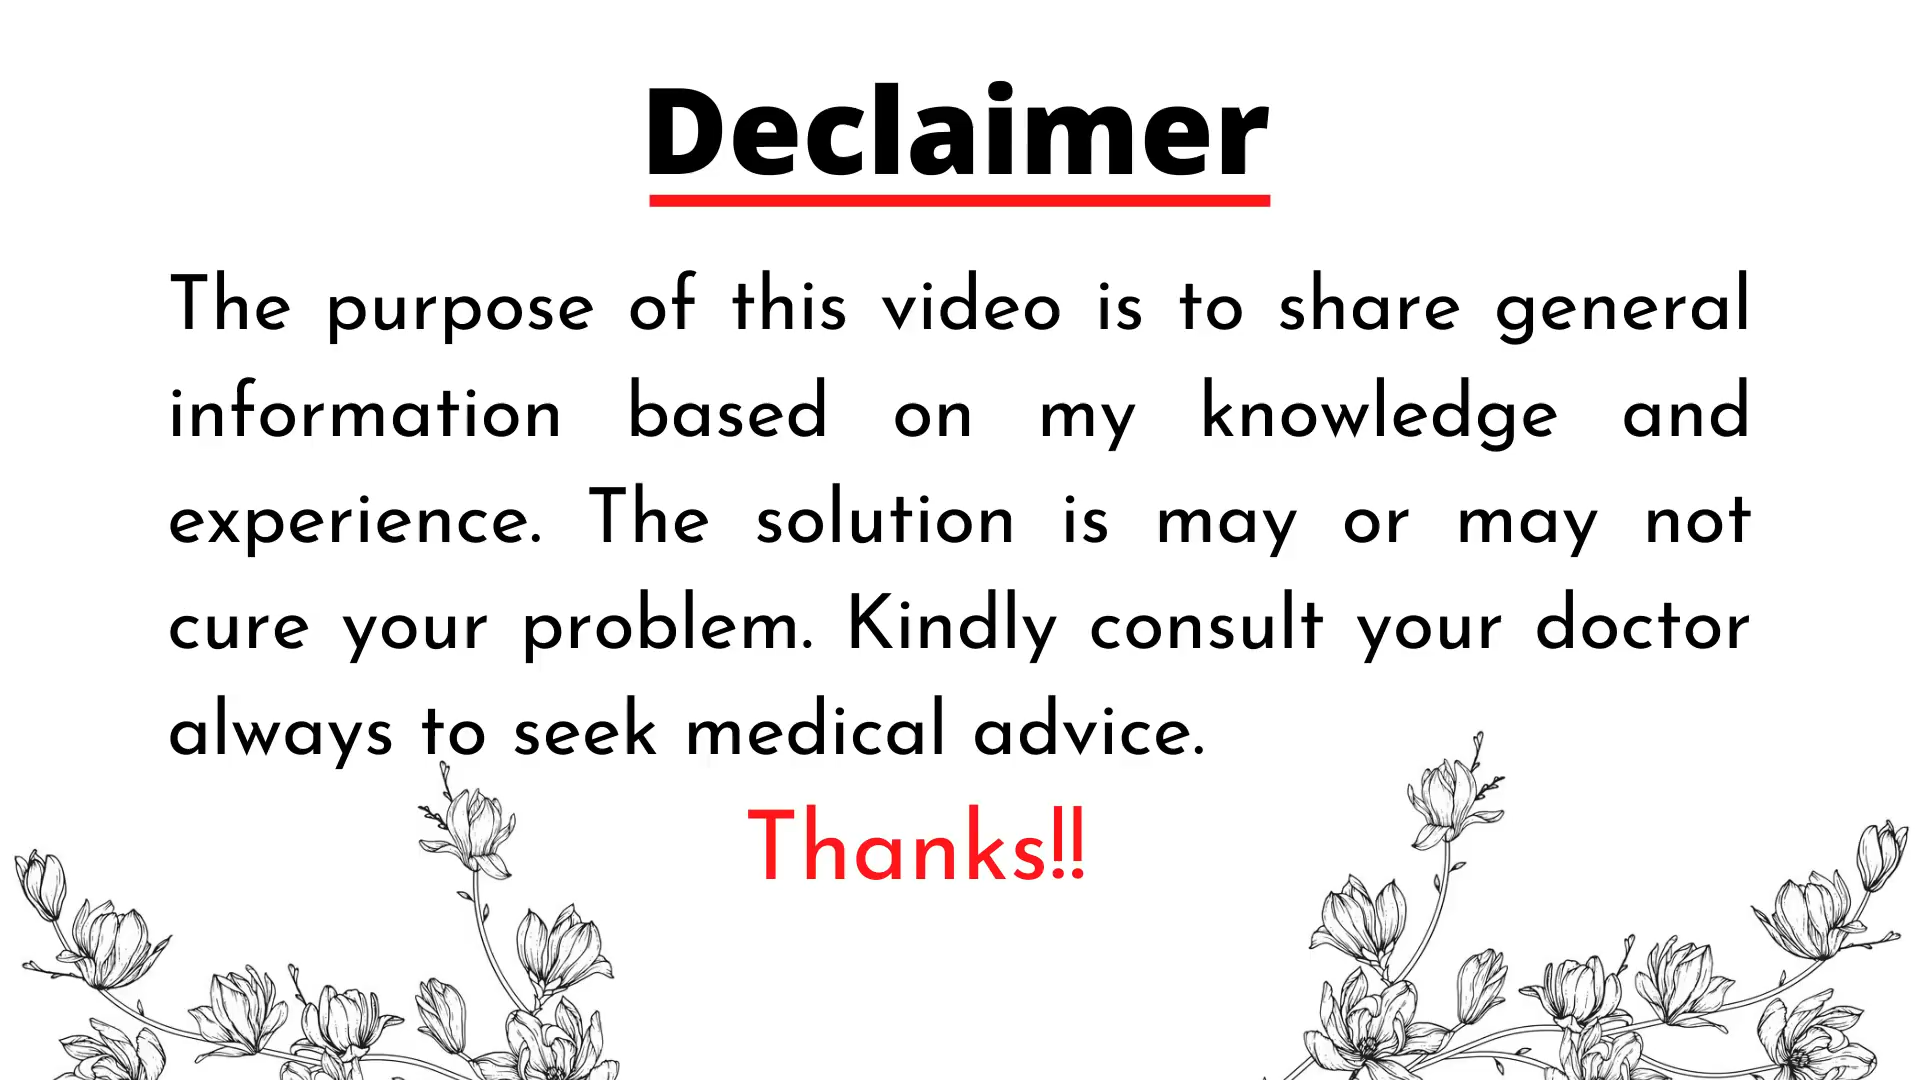 Declaimer
The purpose of this video is to share general
information based on my knowledge and
experience. The solution is may or may not
cure your problem. Kindly consult your doctor
always to seek medical advice.
Thanks!!